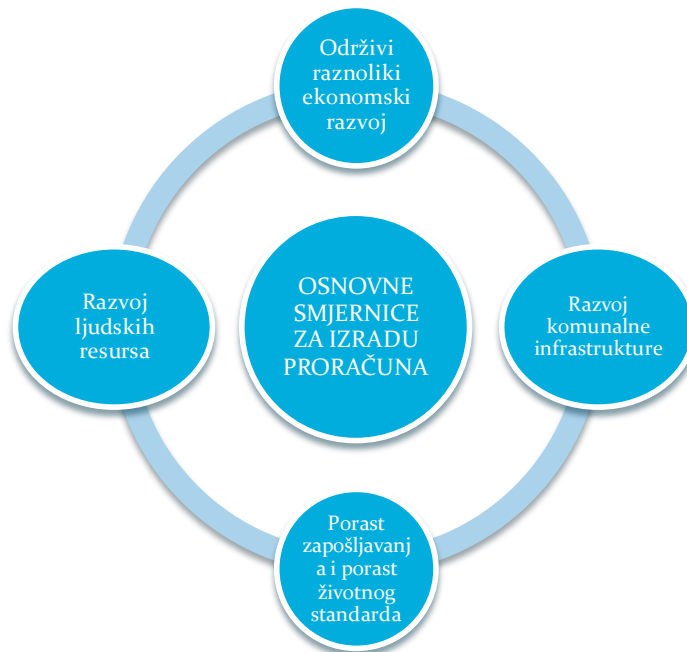 Održivi
raznoliki
ekonomski
razvoj
OSNOVNE
SMJERNICE
ZA IZRADU
PRORAČUNA
Razvoj
ljudskih
resursa
Razvoj
komunalne
infrastrukture
Porast
zapošljavanj
a i porast
životnog
standarda